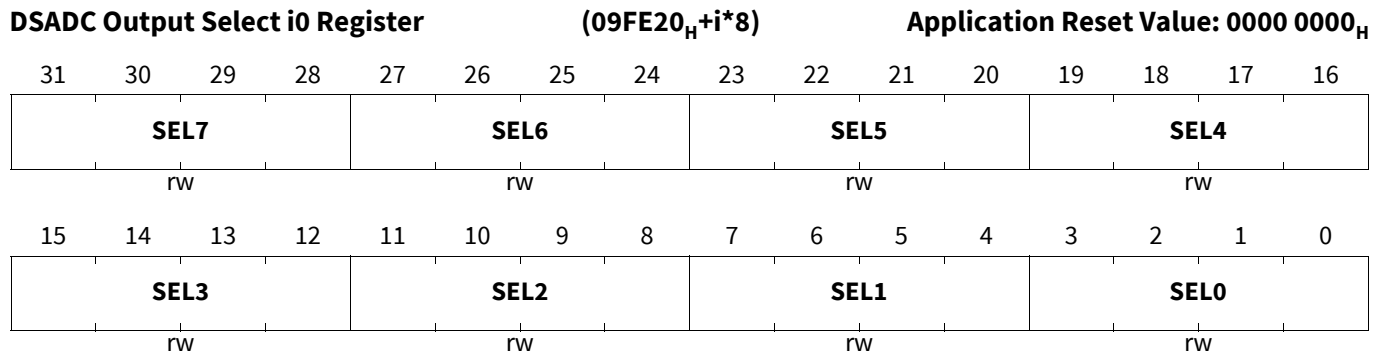 DSADC Output Select i0 Register (09FE20H+i*8) Application Reset Value: 0000 0000H
31 30 29 28 27 26 25 24 23 22 21 20 19 18 17 16
SEL7 SEL6 SEL5 SEL4
rw rw rw rw
15 14 13 12 11 10 9 8 7 6 5 4 3 2 1 0
SEL3 SEL2 SEL1 SEL0
rw rw rw rw